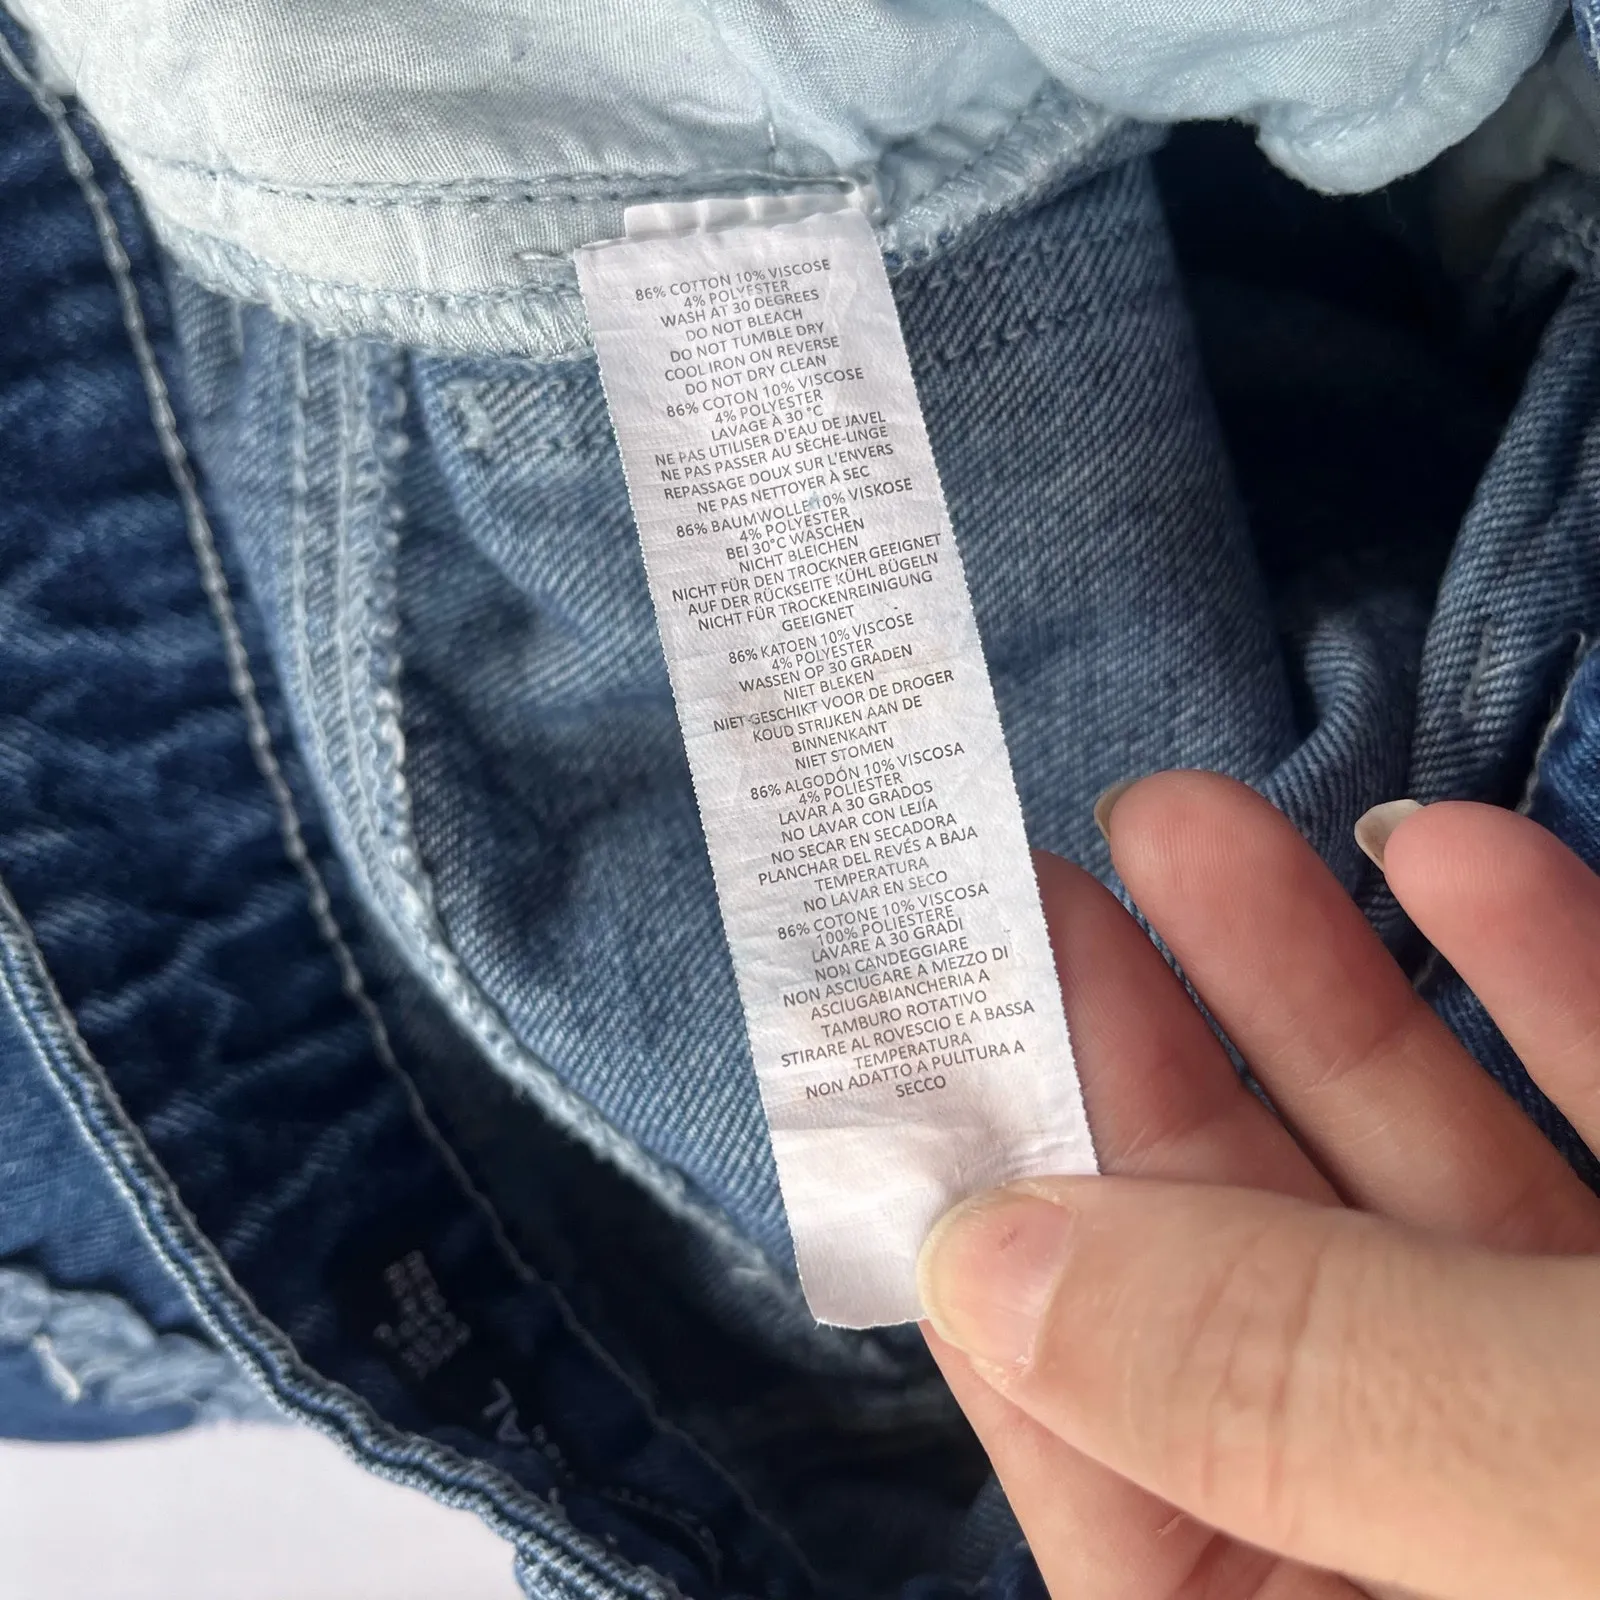 86% COTTON 10% VISCOSE
4% POLYESTER
WASH AT 30 DEGREES
DO NOT BLEACH
DO NOT TUMBLE DRY
COOL IRON ON REVERSE
DO NOT DRY CLEAN
86% COTON 10% VISCOSE
4% POLYESTER
LAVAGE À 30 °C
NE PAS UTILISER D'EAU DE JAVEL
NE PAS PASSER AU SÈCHE-LINGE
REPASSAGE DOUX SUR L'ENVERS
NE PAS NETTOYER À SEC
86% BAUMWOLLE 10% VISKOSE
4% POLYESTER
BEI 30°C WASCHEN
NICHT BLEICHEN
NICHT FÜR DEN TROCKNER GEEIGNET
AUF DER RÜCKSEITE KÜHL BÜGELN
NICHT FÜR TROCKENREINIGUNG
GEEIGNET
86% KATOEN 10% VISCOSE
4% POLYESTER
WASSEN OP 30 GRADEN
NIET BLEKEN
NIET GESCHIKT VOOR DE DROGER
KOUD STRIJKEN AAN DE
BINNENKANT
NIET STOMEN
86% ALGODÓN 10% VISCOSA
4% POLIESTER
LAVAR A 30 GRADOS
NO LAVAR CON LEJÍA
NO SECAR EN SECADORA
PLANCHAR DEL REVÉS A BAJA
TEMPERATURA
NO LAVAR EN SECO
86% COTONE 10% VISCOSA
100% POLIESTERE
LAVARE A 30 GRADI
NON CANDEGGIARE
NON ASCIUGARE A MEZZO DI
ASCIUGABIANCHERIA A
TAMBURO ROTATIVO
STIRARE AL ROVESCIO E A BASSA
TEMPERATURA
NON ADATTO A PULITURA A
SECCO